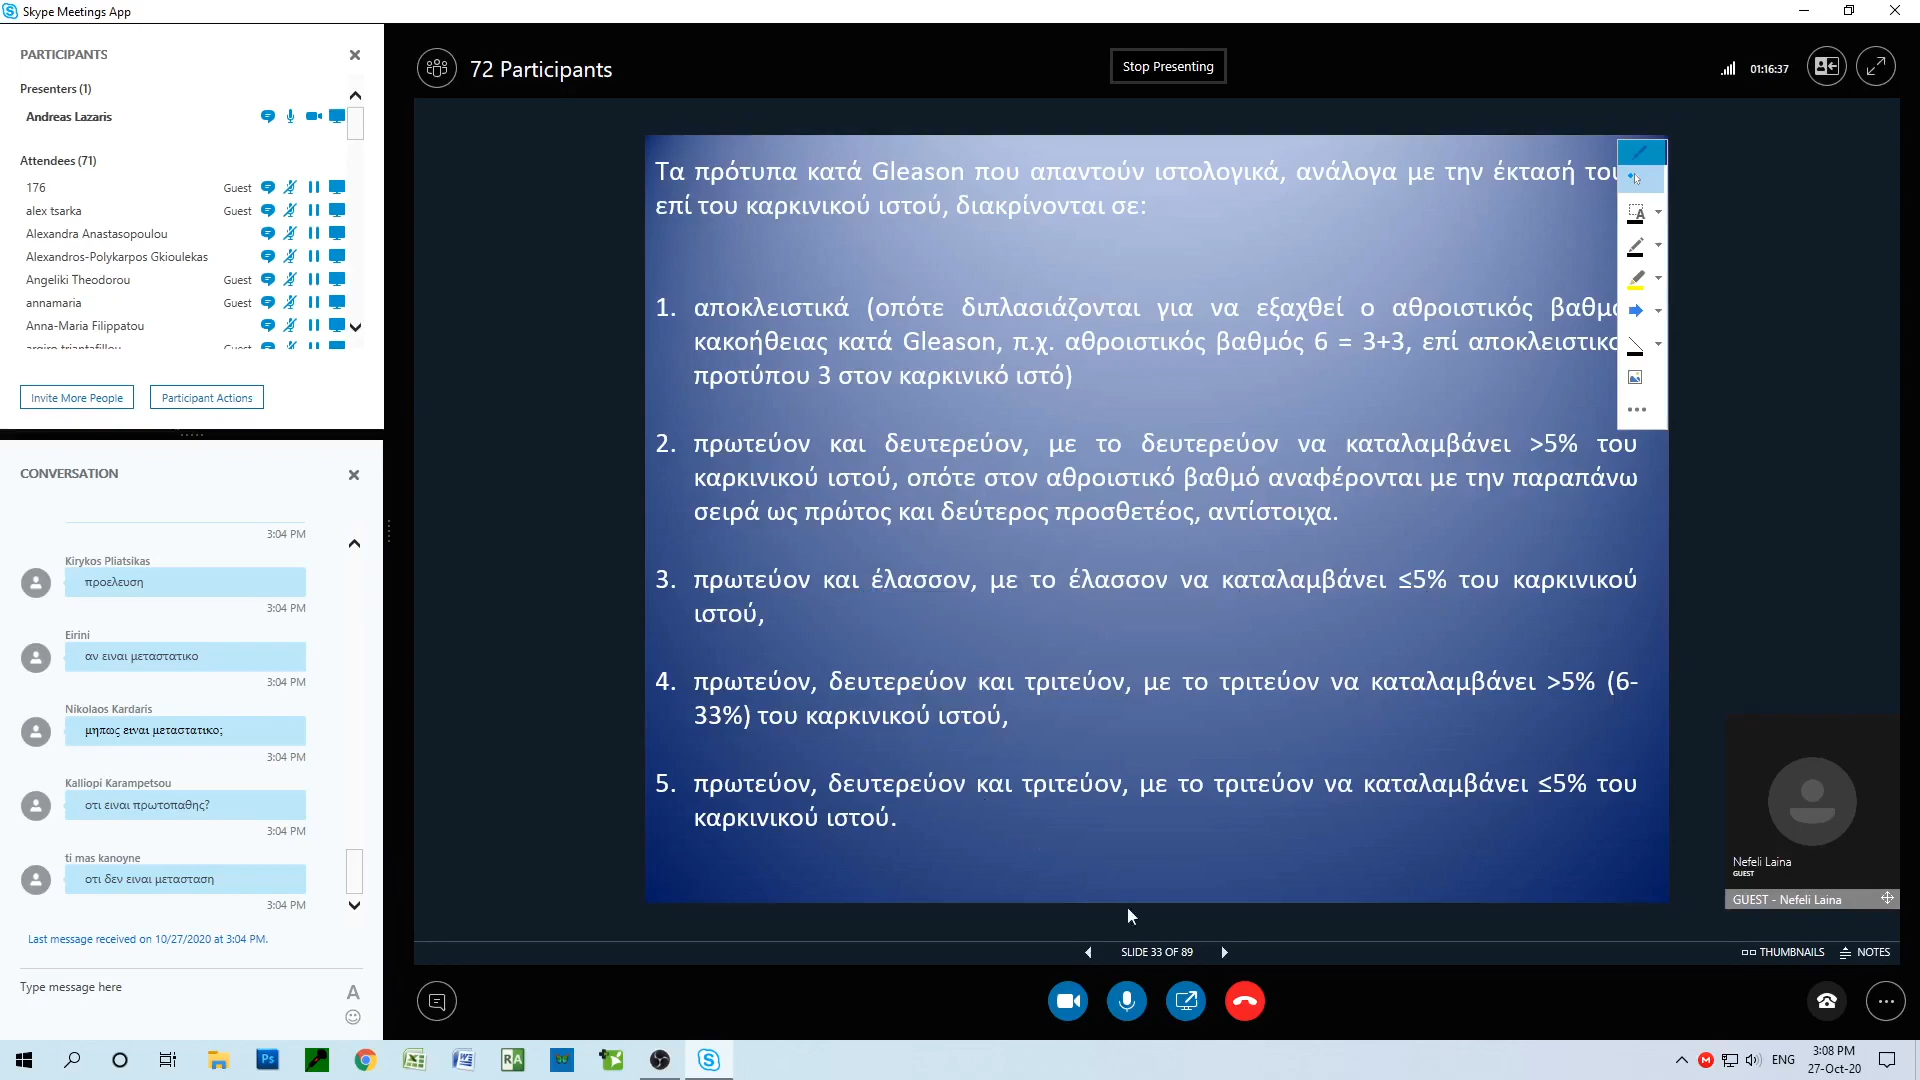 Skype Meetings App
PARTICIPANTS
Presenters (1)
Andreas Lazaris
Attendees (71)
176 Guest
alex tsarka Guest
Alexandra Anastasopoulou
Alexandros-Polykarpos Gkioulekas
Angeliki Theodorou Guest
annamaria Guest
Anna-Maria Filippatou
Invite More People
Participant Actions
CONVERSATION
3:04 PM
Kirykos Pliatsikas
προελευση
3:04 PM
Eirini
αν ειναι μεταστατικο
3:04 PM
Nikolaos Kardaris
μηπως ειναι μεταστατικο;
3:04 PM
Kalliopi Karampetsou
οτι ειναι πρωτοπαθης?
3:04 PM
ti mas kanoyne
οτι δεν ειναι μετασταση
3:04 PM
Last message received on 10/27/2020 at 3:04 PM.
Type message here
72 Participants
Stop Presenting
01:16:37
Τα πρότυπα κατά Gleason που απαντούν ιστολογικά, ανάλογα με την έκτασή του
επί του καρκινικού ιστού, διακρίνονται σε:
1. αποκλειστικά (οπότε διπλασιάζονται για να εξαχθεί ο αθροιστικός
κακοήθειας κατά Gleason, π.χ. αθροιστικός βαθμός 6 = 3+3, επί
προτύπου 3 στον καρκινικό ιστό)
2. πρωτεύον και δευτερεύον, με το δευτερεύον να καταλαμβάνει >5% του
καρκινικού ιστού, οπότε στον αθροιστικό βαθμό αναφέρονται με την παραπάνω
σειρά ως πρώτος και δεύτερος προσθετέος, αντίστοιχα.
3. πρωτεύον και έλασσον, με το έλασσον να καταλαμβάνει ≤5% του καρκινικού
ιστού,
4. πρωτεύον, δευτερεύον και τριτεύον, με το τριτεύον να καταλαμβάνει >5% (6-
33%) του καρκινικού ιστού,
5. πρωτεύον, δευτερεύον και τριτεύον, με το τριτεύον να καταλαμβάνει ≤5% του
καρκινικού ιστού.
Nefeli Laina
GUEST
GUEST - Nefeli Laina
SLIDE 33 OF 89
THUMBNAILS
NOTES
ENG
3:08 PM
27-Oct-20